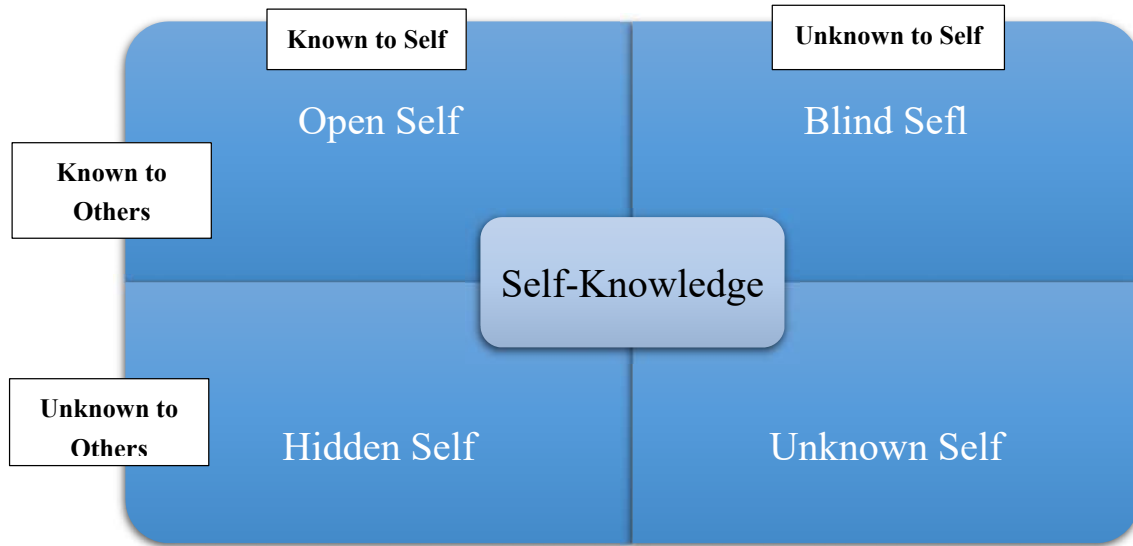 Known to Self
Unknown to Self
Open Self
Blind Sefl
Known to
Others
Self-Knowledge
Unknown to
Others
Hidden Self
Unknown Self